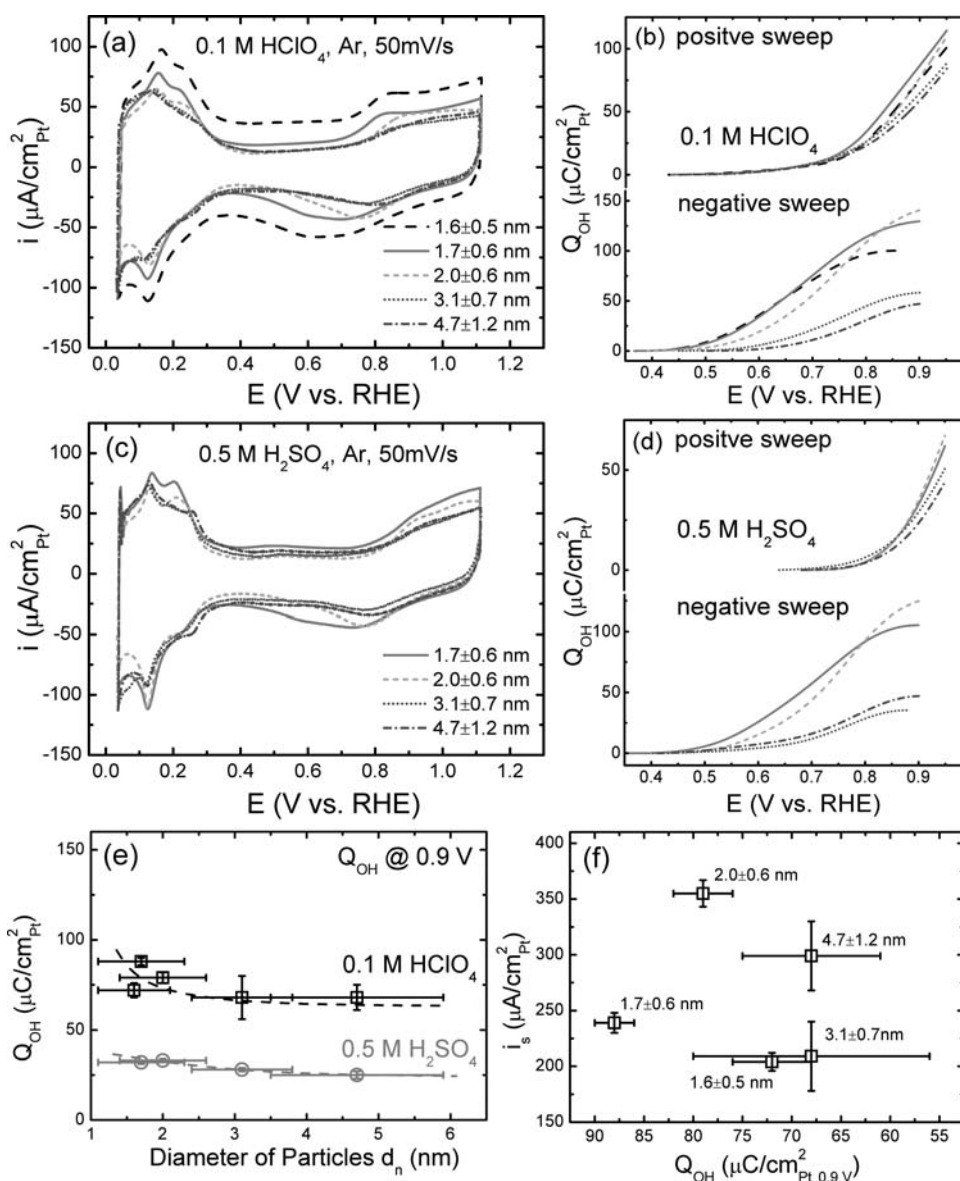 (a) 0.1 M HClO4, Ar, 50mV/s
100
50
0
-50
-100
-150
i (μA/cm²Pt)
1.6±0.5 nm
1.7±0.6 nm
2.0±0.6 nm
3.1±0.7 nm
4.7±1.2 nm
0.0 0.2 0.4 0.6 0.8 1.0 1.2
E (V vs. RHE)
(b) positve sweep
100
50
0
0.1 M HClO4
negative sweep
150
100
50
0
QOH (μC/cm²Pt)
0.4 0.5 0.6 0.7 0.8 0.9
E (V vs. RHE)
(c) 0.5 M H2SO4, Ar, 50mV/s
100
50
0
-50
-100
-150
i (μA/cm²Pt)
1.7±0.6 nm
2.0±0.6 nm
3.1±0.7 nm
4.7±1.2 nm
0.0 0.2 0.4 0.6 0.8 1.0 1.2
E (V vs. RHE)
(d) positve sweep
50
0
0.5 M H2SO4
negative sweep
100
50
0
QOH (μC/cm²Pt)
0.4 0.5 0.6 0.7 0.8 0.9
E (V vs. RHE)
(e) QOH @ 0.9 V
150
100
50
0
QOH (μC/cm²Pt)
0.1 M HClO4
0.5 M H2SO4
1 2 3 4 5 6
Diameter of Particles dn (nm)
(f)
400
350
300
250
200
150
is (μA/cm²Pt)
2.0±0.6 nm
4.7±1.2 nm
1.7±0.6 nm
3.1±0.7nm
1.6±0.5 nm
90 85 80 75 70 65 60 55
QOH (μC/cm²Pt 0.9 V)